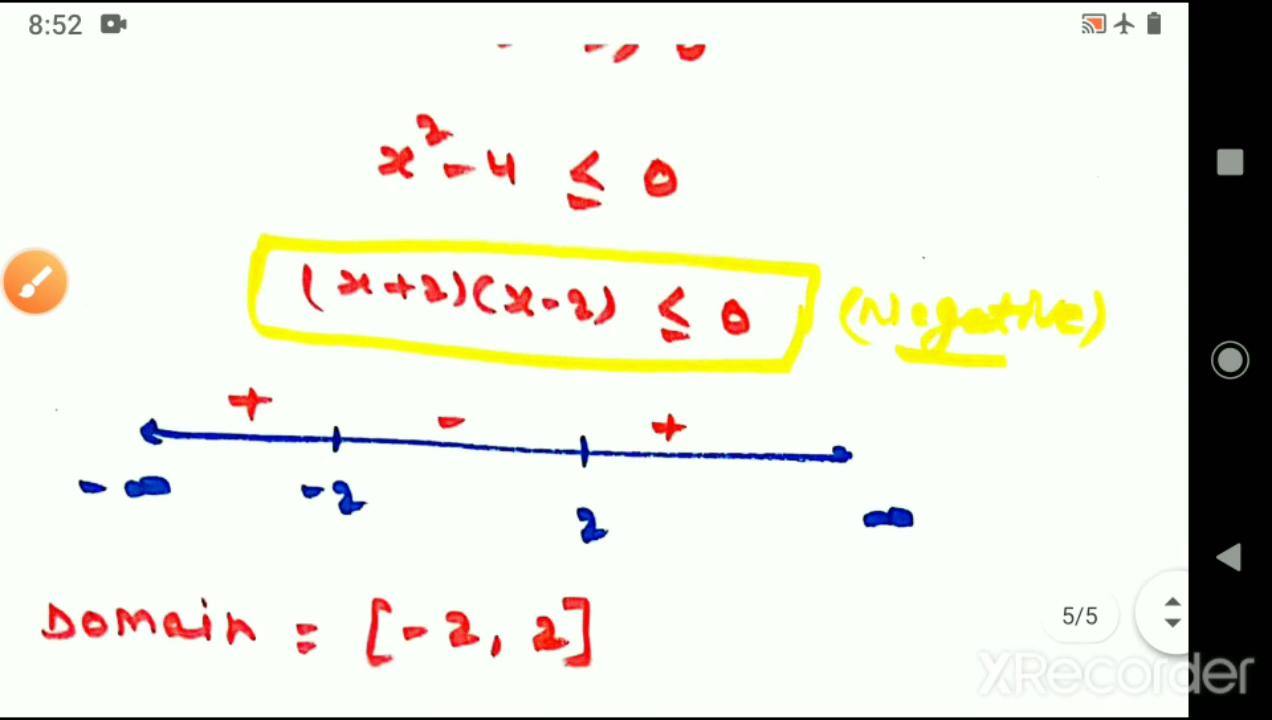 8:52
x² - 4 ≤ 0
(x+2)(x-2) ≤ 0 (Negative)
+ - +
- ∞ -2 2 ∞
Domain = [-2, 2]
5/5
XRecorder